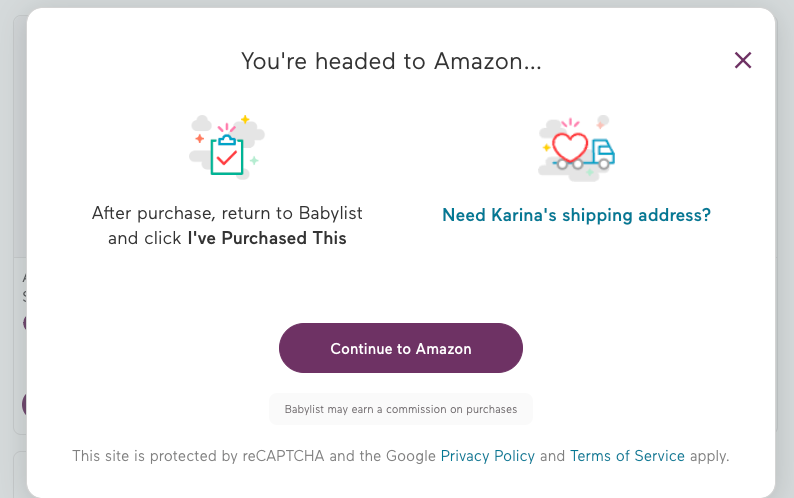 You're headed to Amazon...
After purchase, return to Babylist
and click I've Purchased This
Need Karina's shipping address?
Continue to Amazon
Babylist may earn a commission on purchases
This site is protected by reCAPTCHA and the Google Privacy Policy and Terms of Service apply.